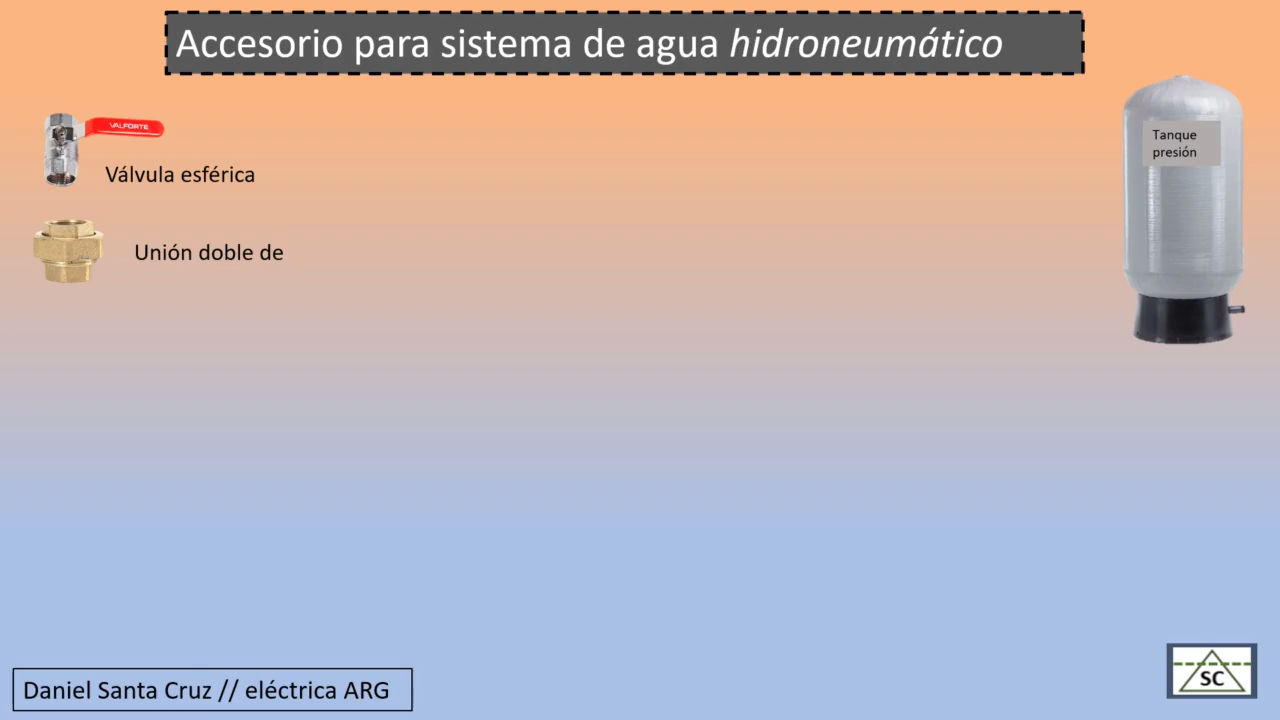 Accesorio para sistema de agua hidroneumático
VALFORTE
Válvula esférica
Unión doble de
Tanque
presión
Daniel Santa Cruz // eléctrica ARG
SC